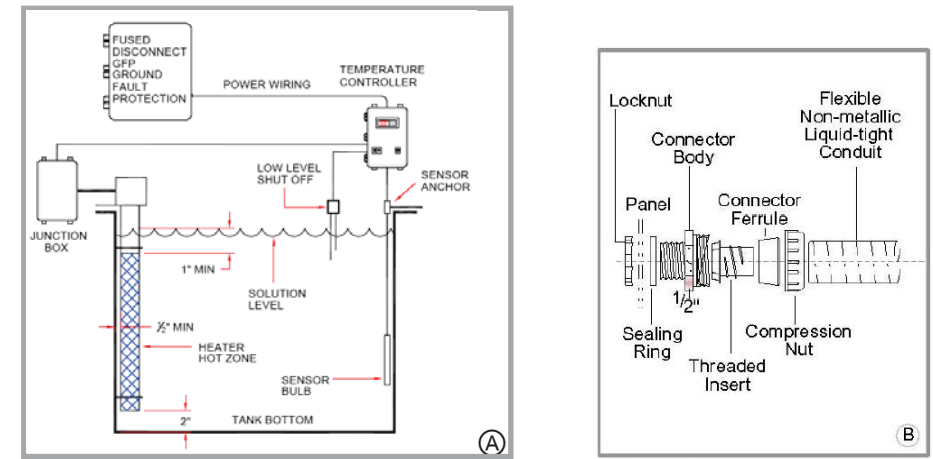 FUSED
DISCONNECT
GFP
GROUND
FAULT
PROTECTION
POWER WIRING
TEMPERATURE
CONTROLLER
LOW LEVEL
SHUT OFF
SENSOR
ANCHOR
JUNCTION
BOX
1" MIN
SOLUTION
LEVEL
½" MIN
HEATER
HOT ZONE
SENSOR
BULB
2"
TANK BOTTOM
A
Locknut
Flexible
Non-metallic
Liquid-tight
Conduit
Connector
Body
Panel
Connector
Ferrule
1/2"
Sealing
Ring
Compression
Nut
Threaded
Insert
B